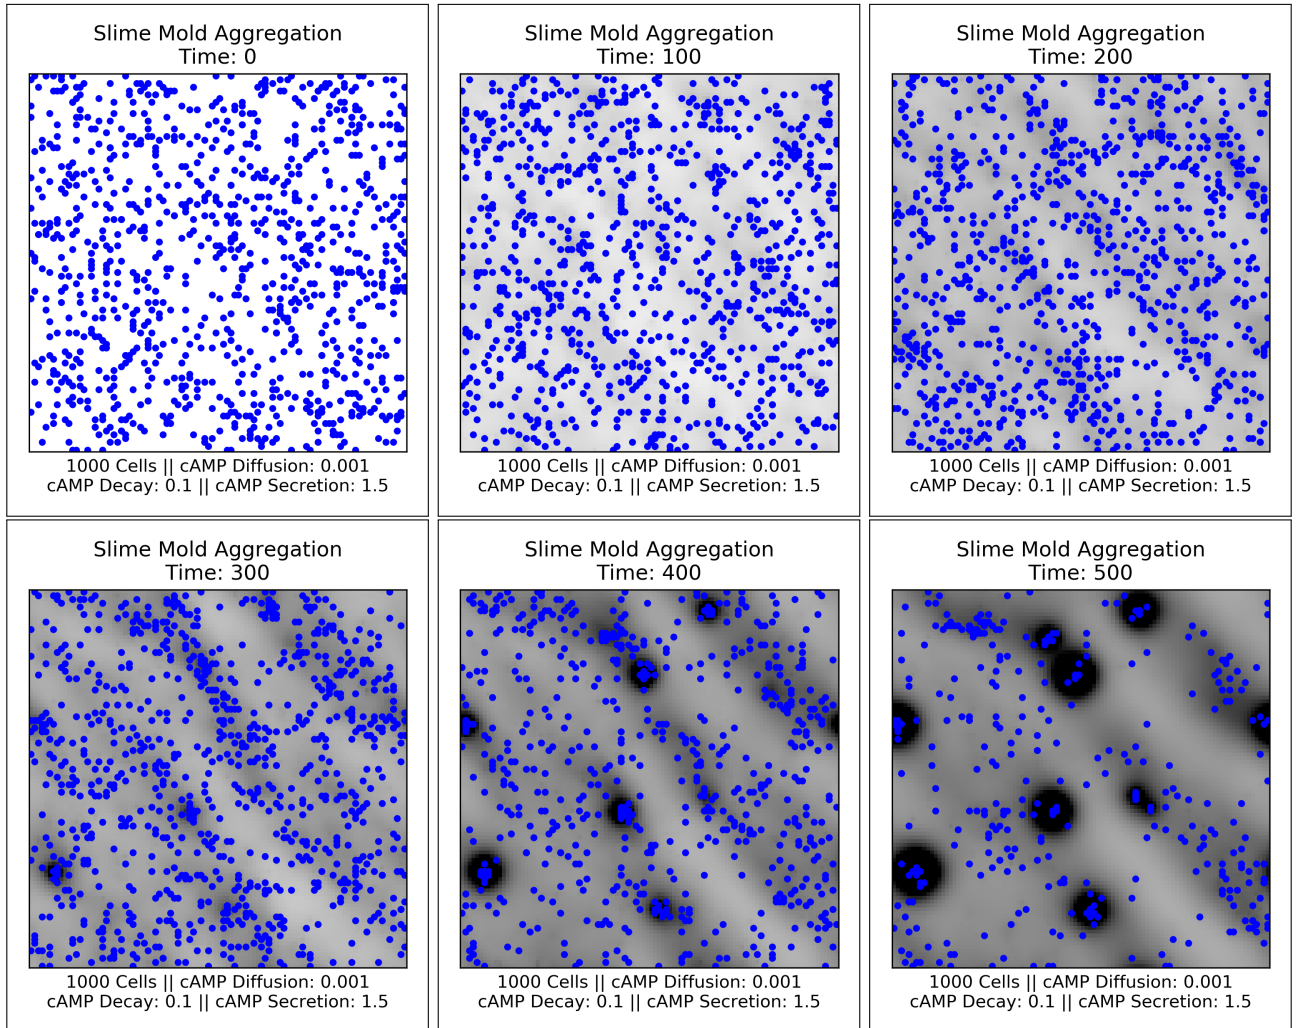 Slime Mold Aggregation
Time: 0
1000 Cells || cAMP Diffusion: 0.001
cAMP Decay: 0.1 || cAMP Secretion: 1.5
Slime Mold Aggregation
Time: 100
1000 Cells || cAMP Diffusion: 0.001
cAMP Decay: 0.1 || cAMP Secretion: 1.5
Slime Mold Aggregation
Time: 200
1000 Cells || cAMP Diffusion: 0.001
cAMP Decay: 0.1 || cAMP Secretion: 1.5
Slime Mold Aggregation
Time: 300
1000 Cells || cAMP Diffusion: 0.001
cAMP Decay: 0.1 || cAMP Secretion: 1.5
Slime Mold Aggregation
Time: 400
1000 Cells || cAMP Diffusion: 0.001
cAMP Decay: 0.1 || cAMP Secretion: 1.5
Slime Mold Aggregation
Time: 500
1000 Cells || cAMP Diffusion: 0.001
cAMP Decay: 0.1 || cAMP Secretion: 1.5